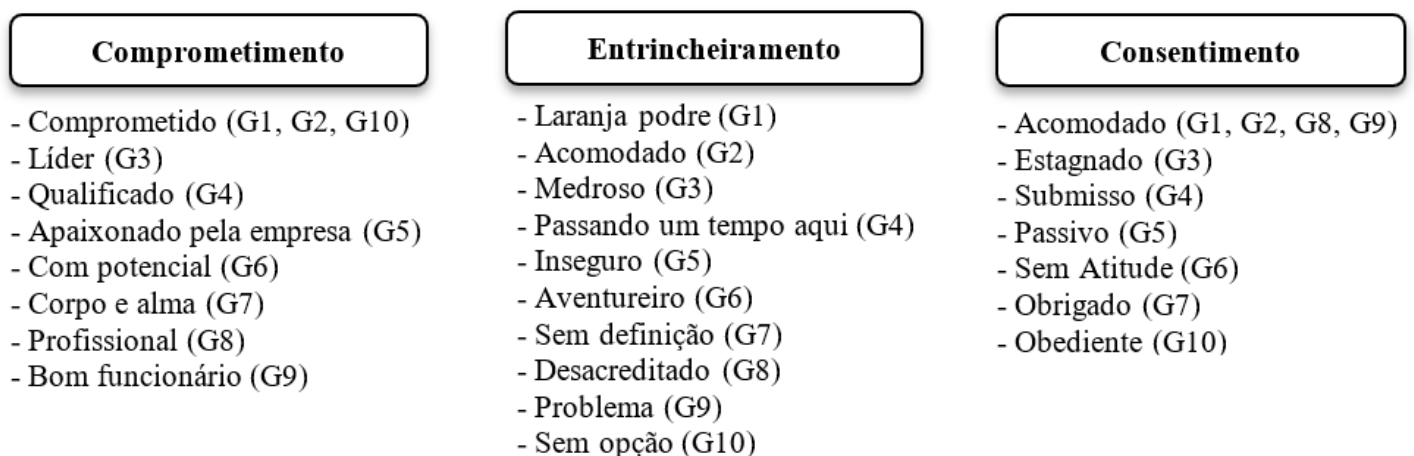 Comprometimento
- Comprometido (G1, G2, G10)
- Líder (G3)
- Qualificado (G4)
- Apaixonado pela empresa (G5)
- Com potencial (G6)
- Corpo e alma (G7)
- Profissional (G8)
- Bom funcionário (G9)
Entrincheiramento
- Laranja podre (G1)
- Acomodado (G2)
- Medroso (G3)
- Passando um tempo aqui (G4)
- Inseguro (G5)
- Aventureiro (G6)
- Sem definição (G7)
- Desacreditado (G8)
- Problema (G9)
- Sem opção (G10)
Consentimento
- Acomodado (G1, G2, G8, G9)
- Estagnado (G3)
- Submisso (G4)
- Passivo (G5)
- Sem Atitude (G6)
- Obrigado (G7)
- Obediente (G10)